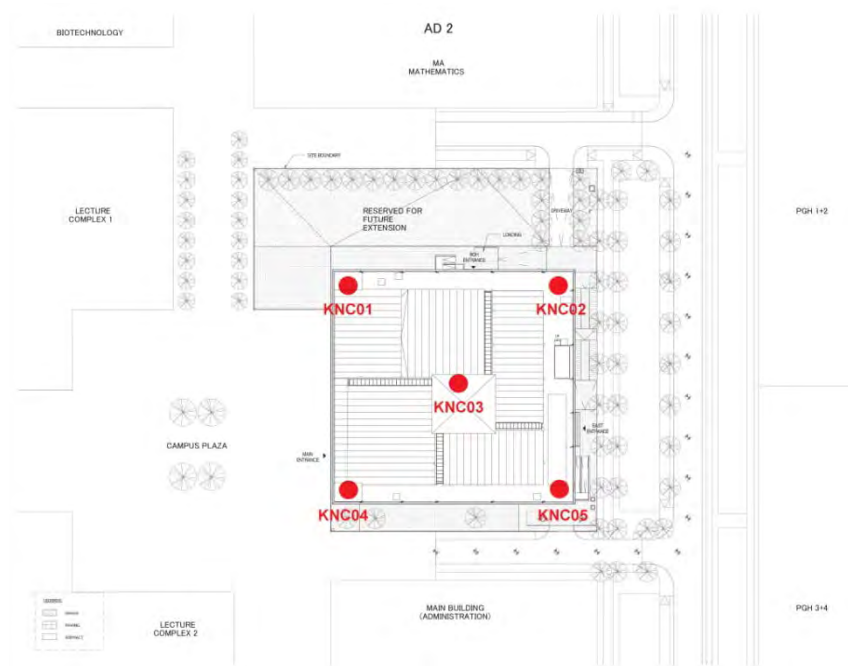 BIOTECHNOLOGY
AD 2
MA
MATHEMATICS
SITE BOUNDARY
LECTURE
COMPLEX 1
RESERVED FOR
FUTURE
EXTENSION
DRIVEWAY
PGH 1+2
LOADING
ENTRANCE
KNC01
KNC02
KNC03
CAMPUS PLAZA
EAST
ENTRANCE
MAIN
ENTRANCE
KNC04
KNC05
MAIN BUILDING
(ADMINISTRATION)
PGH 3+4
LECTURE
COMPLEX 2